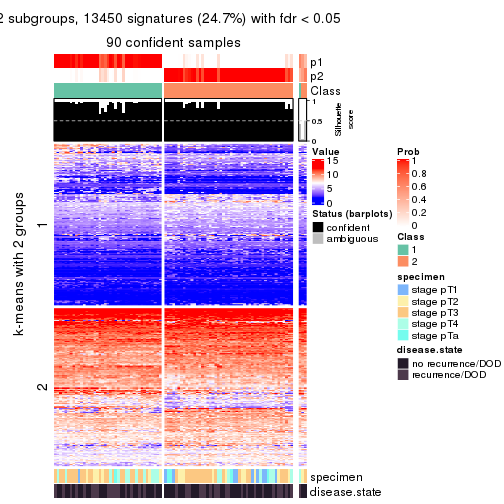 2 subgroups, 13450 signatures (24.7%) with fdr < 0.05
90 confident samples
p1
p2
Class
1
0.5
0
Silhouette
score
k-means with 2 groups
1
2
Value
15
10
5
0
Status (barplots)
confident
ambiguous
Prob
1
0.8
0.6
0.4
0.2
0
Class
1
2
specimen
stage pT1
stage pT2
stage pT3
stage pT4
stage pTa
disease.state
no recurrence/DOD
recurrence/DOD
specimen
disease.state